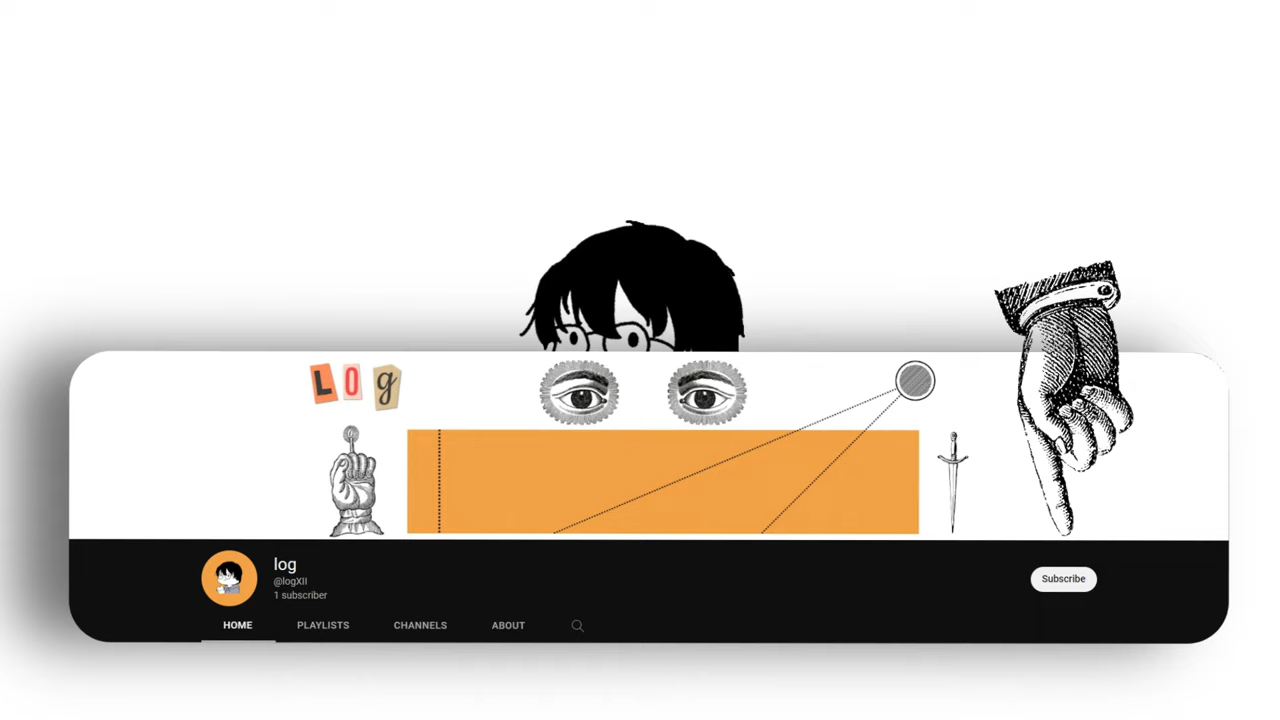 LOg
log
@logXII
1 subscriber
Subscribe
HOME PLAYLISTS CHANNELS ABOUT